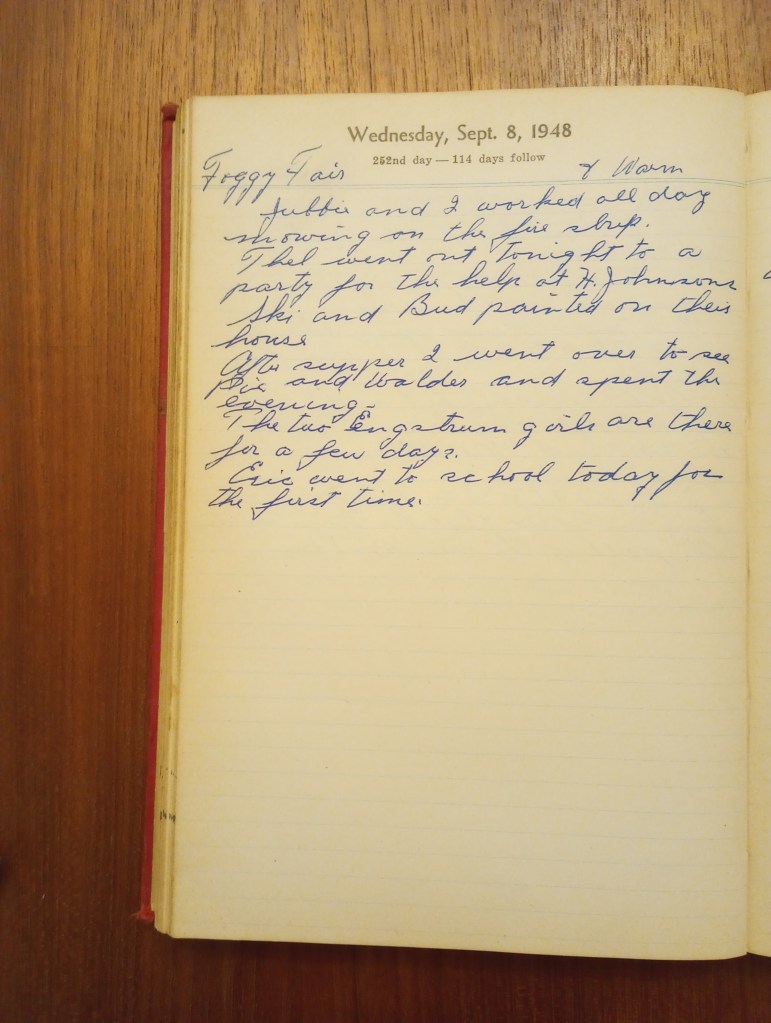 Wednesday, Sept. 8, 1948
252nd day — 114 days follow
Foggy Fair & Warm
Jubbie and I worked all day
mowing on the fire strip.
Thel went out tonight to a
party for the help at H. Johnsons
Ski and Bud painted on their
house
After supper I went over to see
and Walder and spent the
evening.
The two Engstrum girls are there
for a few days.
Eric went to school today for
the first time.